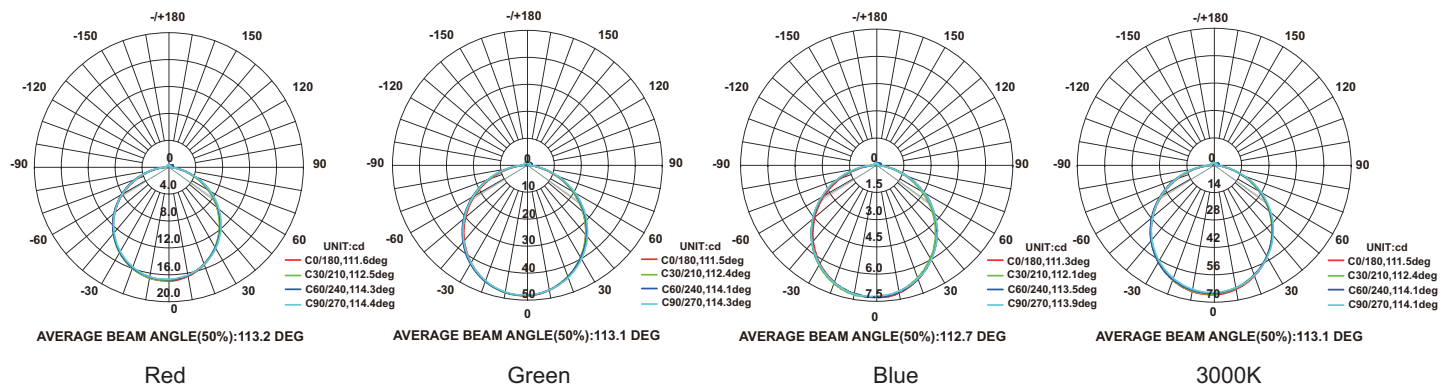 -/+180
-150
150
-120
120
-90
90
-60
60
-30
30
0
0
4.0
8.0
12.0
16.0
20.0
UNIT:cd
C0/180,111.6deg
C30/210,112.5deg
C60/240,114.3deg
C90/270,114.4deg
AVERAGE BEAM ANGLE(50%):113.2 DEG
Red
-/+180
-150
150
-120
120
-90
90
-60
60
-30
30
0
0
10
20
30
40
50
UNIT:cd
C0/180,111.5deg
C30/210,112.4deg
C60/240,114.1deg
C90/270,114.3deg
AVERAGE BEAM ANGLE(50%):113.1 DEG
Green
-/+180
-150
150
-120
120
-90
90
-60
60
-30
30
0
0
1.5
3.0
4.5
6.0
7.5
UNIT:cd
C0/180,111.3deg
C30/210,112.1deg
C60/240,113.5deg
C90/270,113.9deg
AVERAGE BEAM ANGLE(50%):112.7 DEG
Blue
-/+180
-150
150
-120
120
-90
90
-60
60
-30
30
0
0
14
28
42
56
70
UNIT:cd
C0/180,111.5deg
C30/210,112.4deg
C60/240,114.1deg
C90/270,114.1deg
AVERAGE BEAM ANGLE(50%):113.1 DEG
3000K